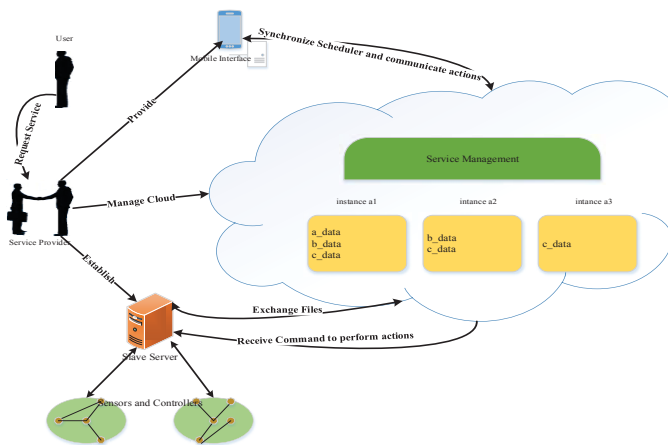 User
Mobile Interface
Synchronize Scheduler and communicate actions
Request Service
Provide
Service Management
Manage Cloud
Service Provider
instance a1
intance a2
intance a3
a_data
b_data
c_data
b_data
c_data
c_data
Establish
Exchange Files
Receive Command to perform actions
Slave Server
Sensors and Controllers